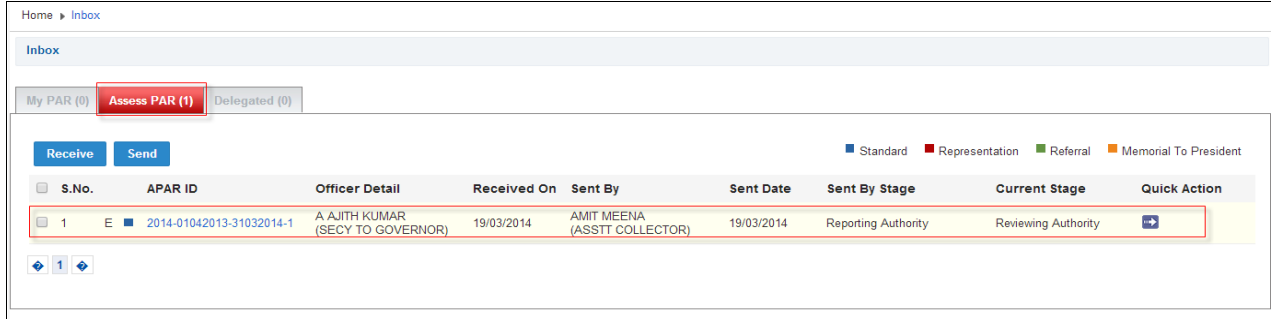 Home Inbox
Inbox
My PAR (0) Assess PAR (1) Delegated (0)
Receive Send Standard Representation Referral Memorial To President
S.No. APAR ID Officer Detail Received On Sent By Sent Date Sent By Stage Current Stage Quick Action
1 E 2014-01042013-31032014-1 A AJITH KUMAR 19/03/2014 AMIT MEENA 19/03/2014 Reporting Authority Reviewing Authority
(SECY TO GOVERNOR) (ASSTT COLLECTOR)
� 1 �